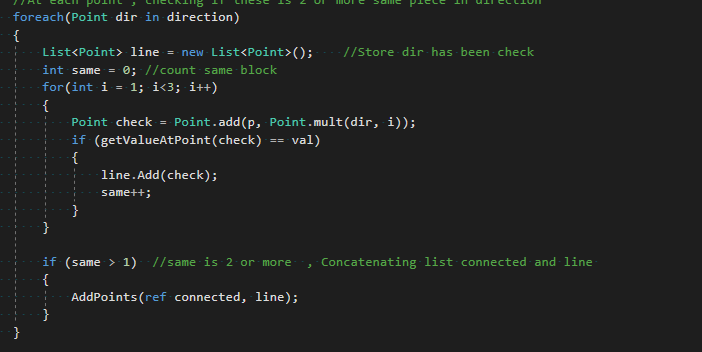 //At each point , checking if these is 2 or more same piece in direction
foreach(Point dir in direction)
{
List<Point> line = new List<Point>(); //Store dir has been check
int same = 0; //count same block
for(int i = 1; i<3; i++)
{
Point check = Point.add(p, Point.mult(dir, i));
if (getValueAtPoint(check) == val)
{
line.Add(check);
same++;
}
}
if (same > 1) //same is 2 or more , Concatenating list connected and line
{
AddPoints(ref connected, line);
}
}